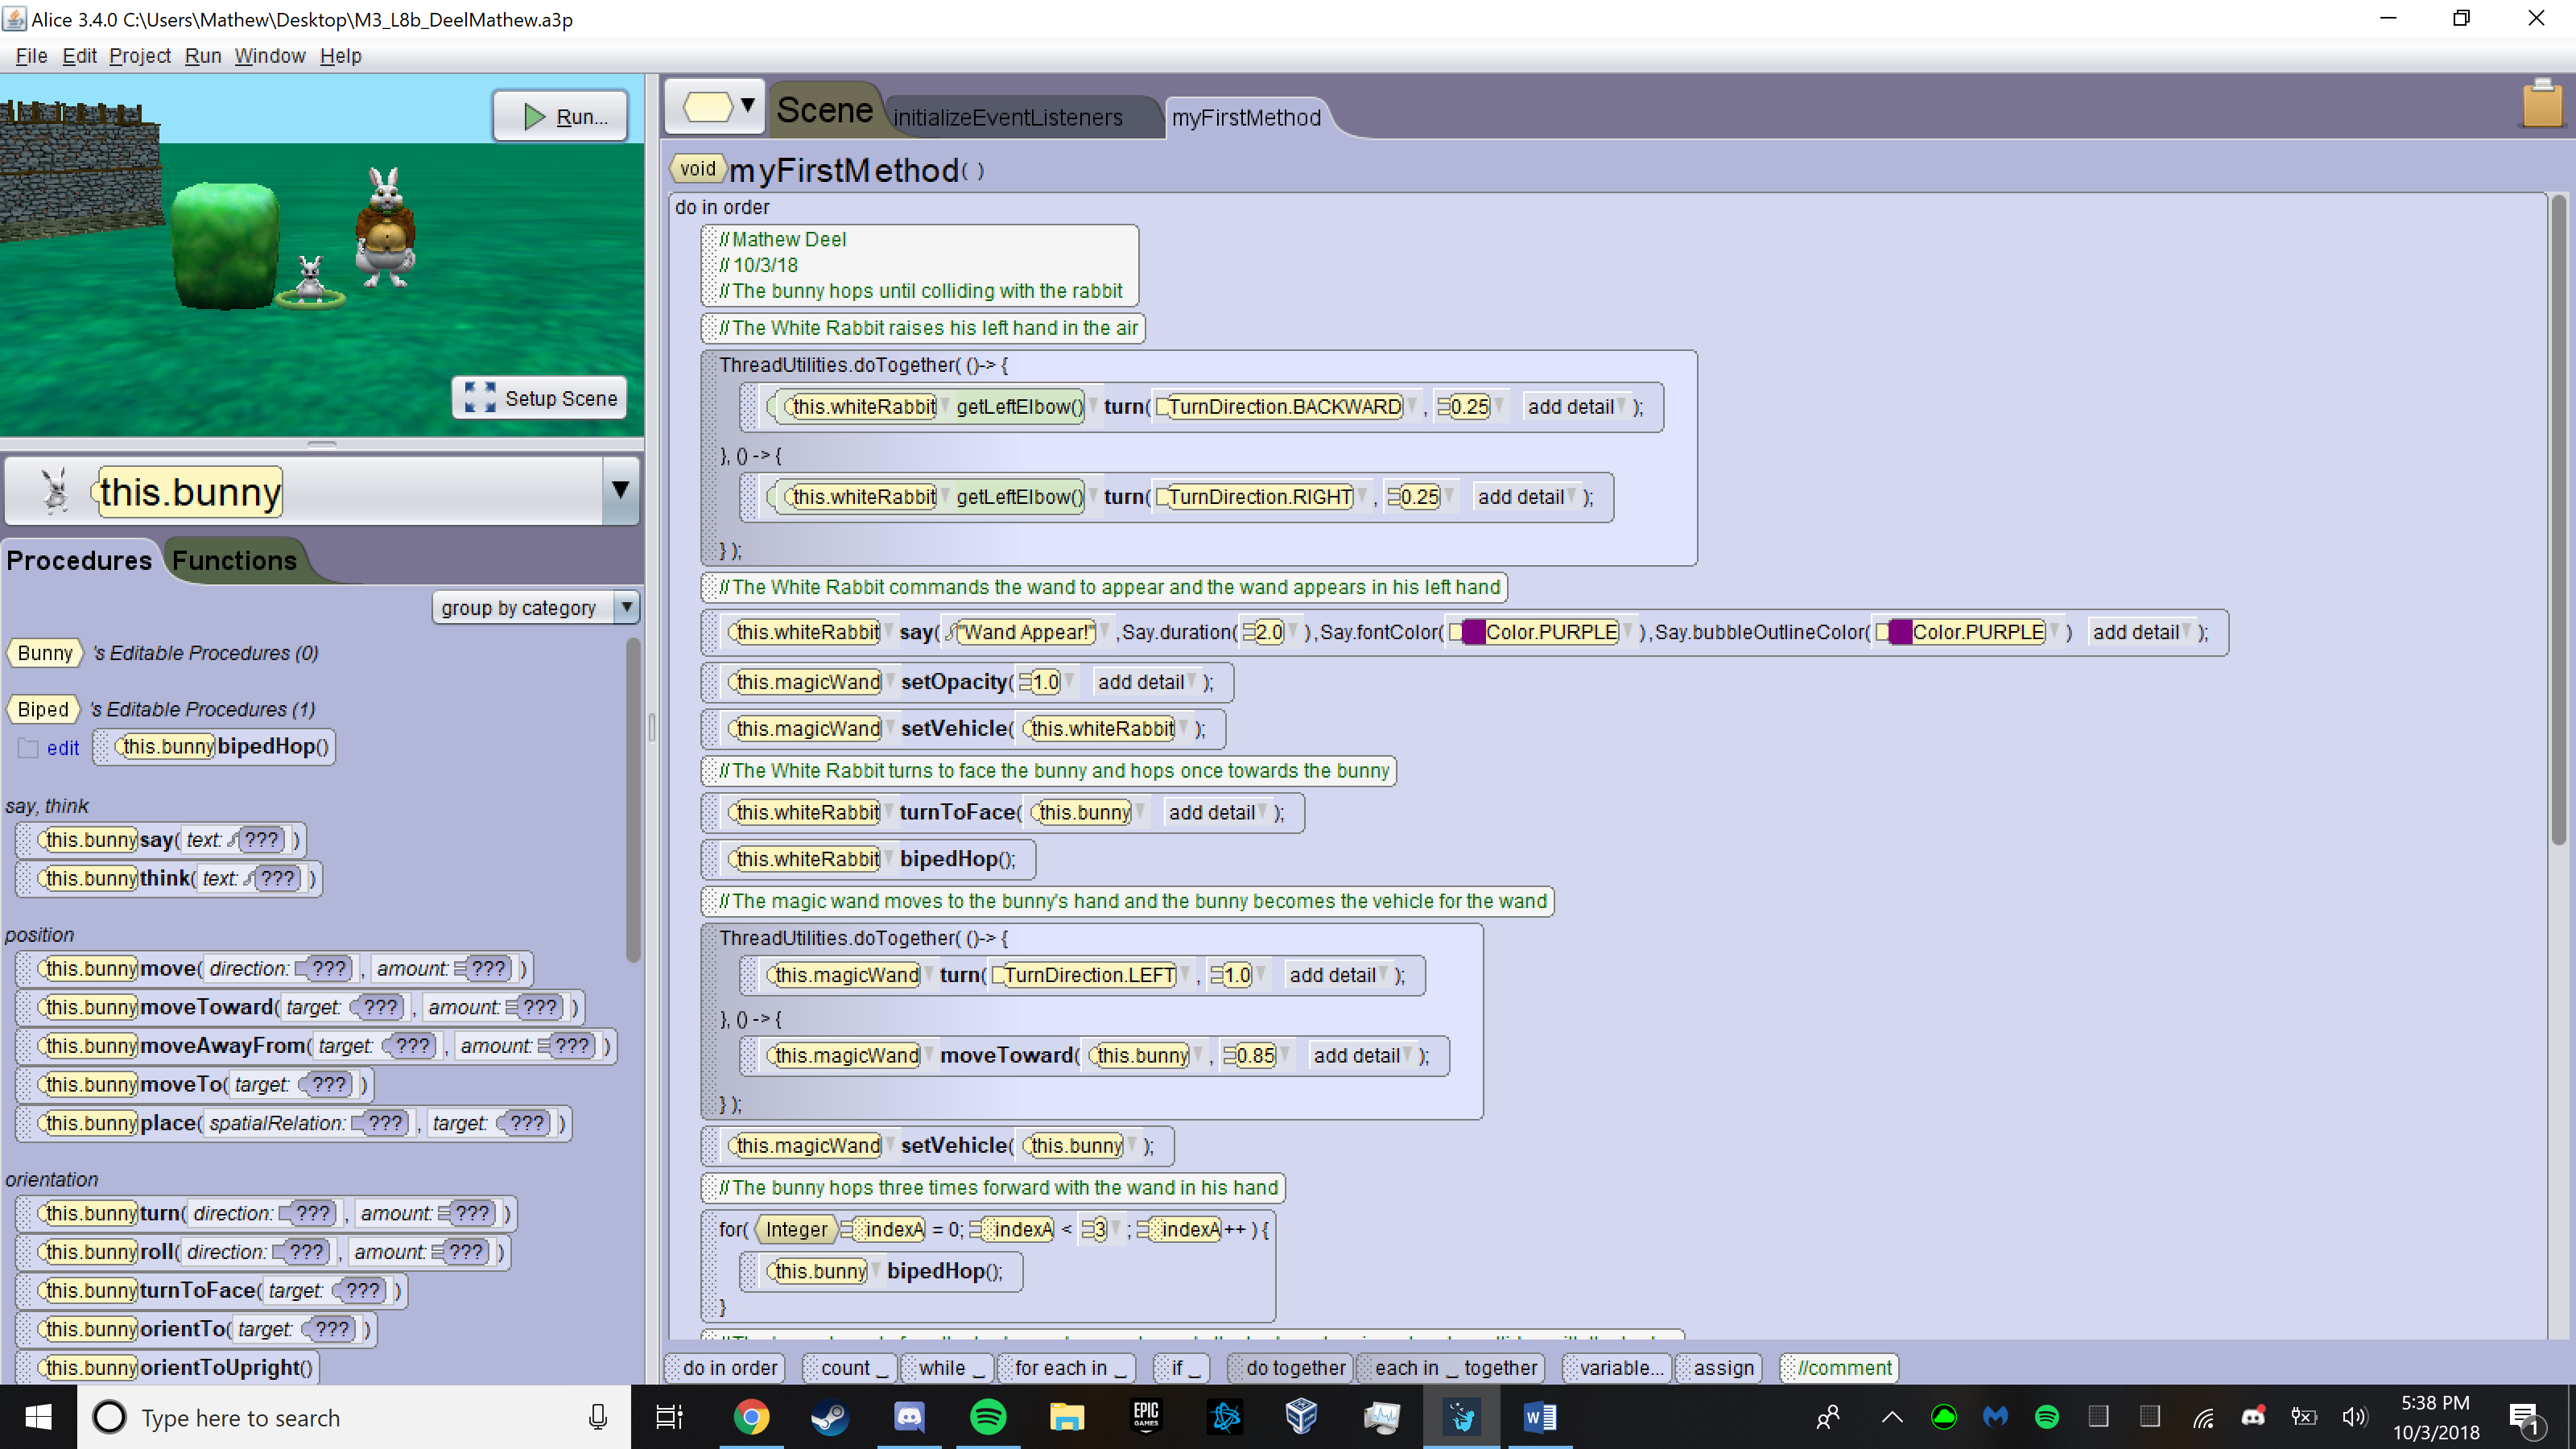 Alice 3.4.0 C:\Users\Mathew\Desktop\M3_L8b_DeelMathew.a3p
File Edit Project Run Window Help
Run...
Setup Scene
this.bunny
Procedures Functions
group by category
Bunny 's Editable Procedures (0)
Biped 's Editable Procedures (1)
edit this.bunny bipedHop()
say, think
this.bunny say( text: ??? )
this.bunny think( text: ??? )
position
this.bunny move( direction: ??? , amount: ??? )
this.bunny moveToward( target: ??? , amount: ??? )
this.bunny moveAwayFrom( target: ??? , amount: ??? )
this.bunny moveTo( target: ??? )
this.bunny place( spatialRelation: ??? , target: ??? )
orientation
this.bunny turn( direction: ??? , amount: ??? )
this.bunny roll( direction: ??? , amount: ??? )
this.bunny turnToFace( target: ??? )
this.bunny orientTo( target: ??? )
this.bunny orientToUpright()
Scene initializeEventListeners myFirstMethod
void myFirstMethod ( )
do in order
// Mathew Deel
// 10/3/18
// The bunny hops until colliding with the rabbit
// The White Rabbit raises his left hand in the air
ThreadUtilities.doTogether( ()-> {
this.whiteRabbit getLeftElbow() turn( TurnDirection.BACKWARD , 0.25 add detail );
}, () -> {
this.whiteRabbit getLeftElbow() turn( TurnDirection.RIGHT , 0.25 add detail );
} );
// The White Rabbit commands the wand to appear and the wand appears in his left hand
this.whiteRabbit say( "Wand Appear!" ,Say.duration( 2.0 ) ,Say.fontColor( Color.PURPLE ) ,Say.bubbleOutlineColor( Color.PURPLE ) add detail );
this.magicWand setOpacity( 1.0 add detail );
this.magicWand setVehicle( this.whiteRabbit );
// The White Rabbit turns to face the bunny and hops once towards the bunny
this.whiteRabbit turnToFace( this.bunny add detail );
this.whiteRabbit bipedHop();
// The magic wand moves to the bunny's hand and the bunny becomes the vehicle for the wand
ThreadUtilities.doTogether( ()-> {
this.magicWand turn( TurnDirection.LEFT , 1.0 add detail );
}, () -> {
this.magicWand moveToward( this.bunny , 0.85 add detail );
} );
this.magicWand setVehicle( this.bunny );
// The bunny hops three times forward with the wand in his hand
for( Integer indexA = 0; indexA < 3 ; indexA ++ ) {
this.bunny bipedHop();
}
do in order count _ while _ for each in _ if _ do together each in _ together variable... assign //comment
Type here to search
EPIC GAMES
5:38 PM
10/3/2018
1